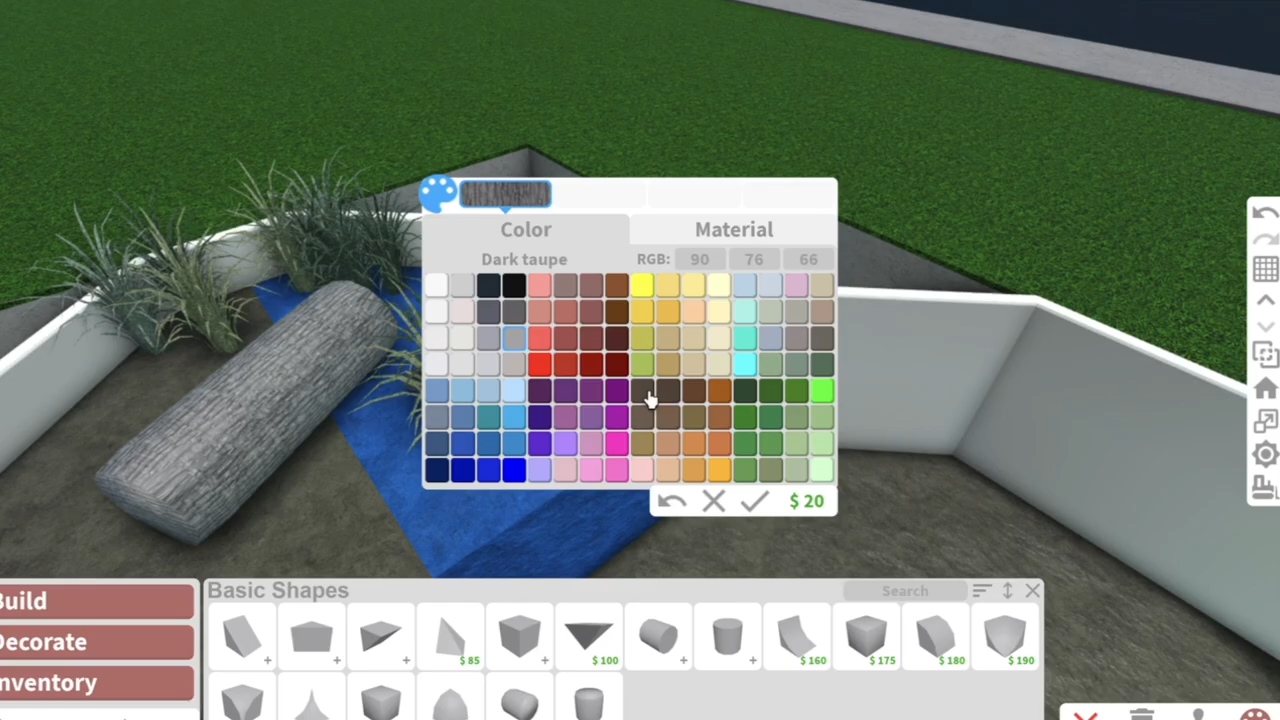 Color
Material
Dark taupe
RGB: 90 76 66
$ 20
Build
Decorate
Inventory
Basic Shapes
Search
$ 85
$ 100
$ 160
$ 175
$ 180
$ 190